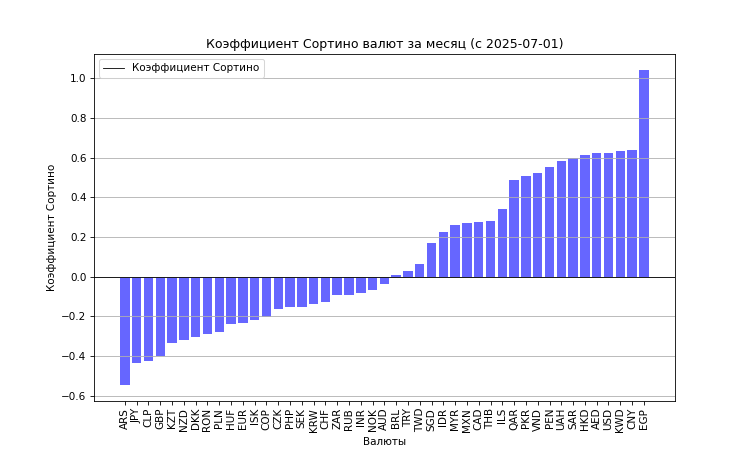 Коэффициент Сортино валют за месяц (с 2025-07-01)
Коэффициент Сортино
Коэффициент Сортино
1.0
0.8
0.6
0.4
0.2
0.0
−0.2
−0.4
−0.6
ARS JPY CLP GBP KZT NZD DKK RON PLN HUF EUR ISK COP CZK PHP SEK KRW CHF ZAR RUB INR NOK AUD BRL TRY TWD SGD IDR MYR MXN CAD THB ILS QAR PKR VND PEN UAH SAR HKD AED USD KWD CNY EGP
Валюты